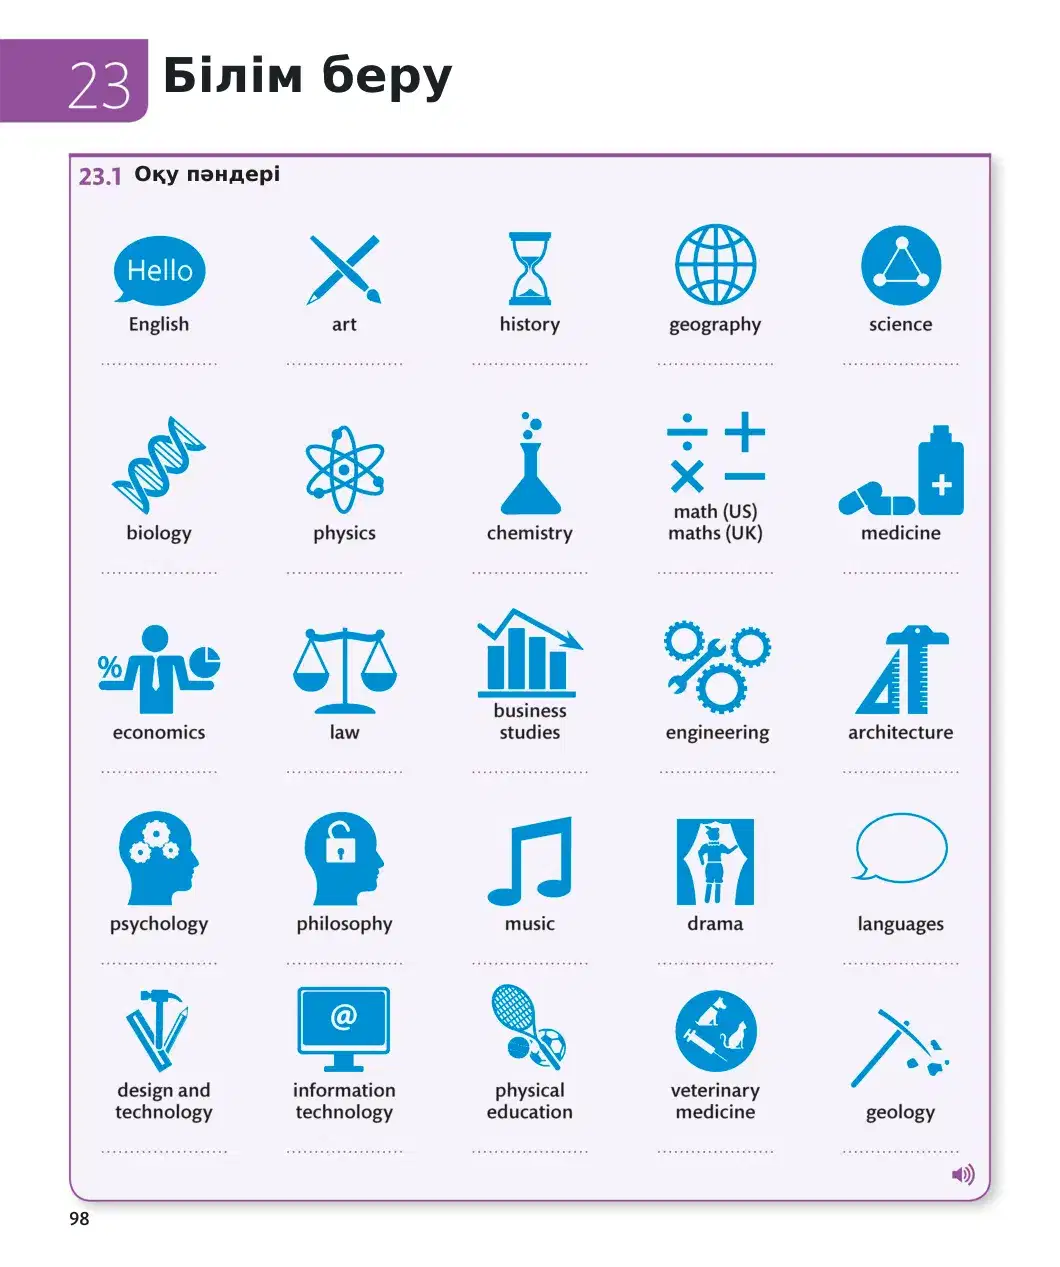 23 Білім беру
23.1 Оқу пәндері
Hello
English
art
history
geography
science
biology
physics
chemistry
math (US)
maths (UK)
medicine
%
economics
law
business
studies
engineering
architecture
psychology
philosophy
music
drama
languages
design and
technology
@
information
technology
physical
education
veterinary
medicine
geology
98